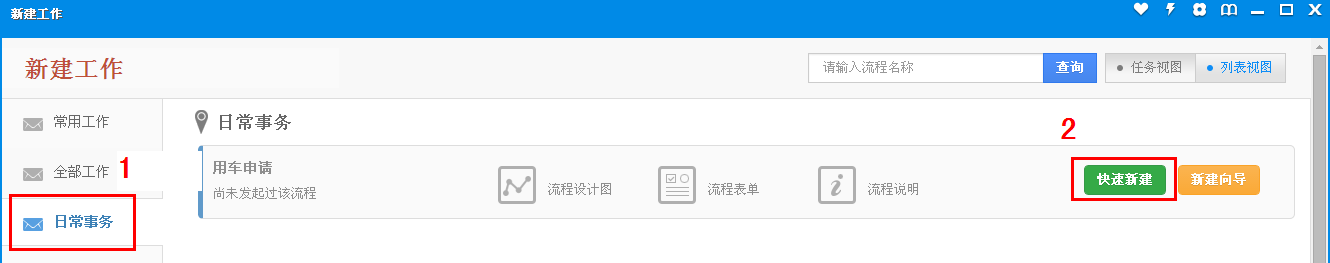 新建工作
新建工作
请输入流程名称
查询
任务视图
列表视图
常用工作
全部工作
1
日常事务
日常事务
用车申请
尚未发起过该流程
流程设计图
流程表单
流程说明
2
快速新建
新建向导